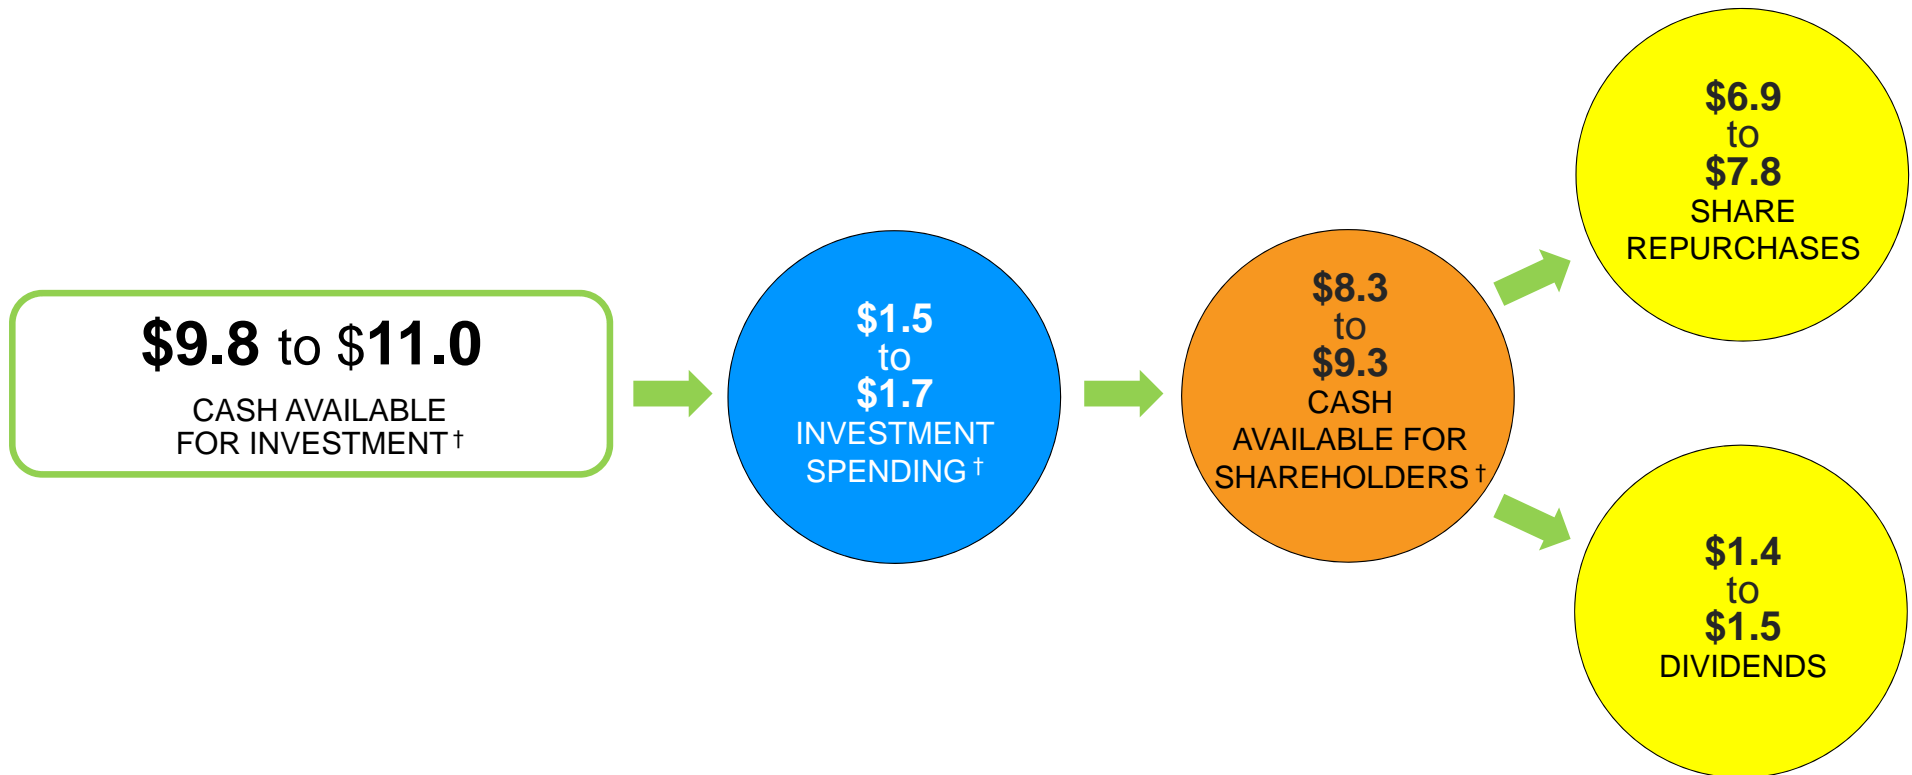 $9.8 to $11.0
CASH AVAILABLE
FOR INVESTMENT †
$1.5
to
$1.7
INVESTMENT
SPENDING †
$8.3
to
$9.3
CASH
AVAILABLE FOR
SHAREHOLDERS †
$6.9
to
$7.8
SHARE
REPURCHASES
$1.4
to
$1.5
DIVIDENDS